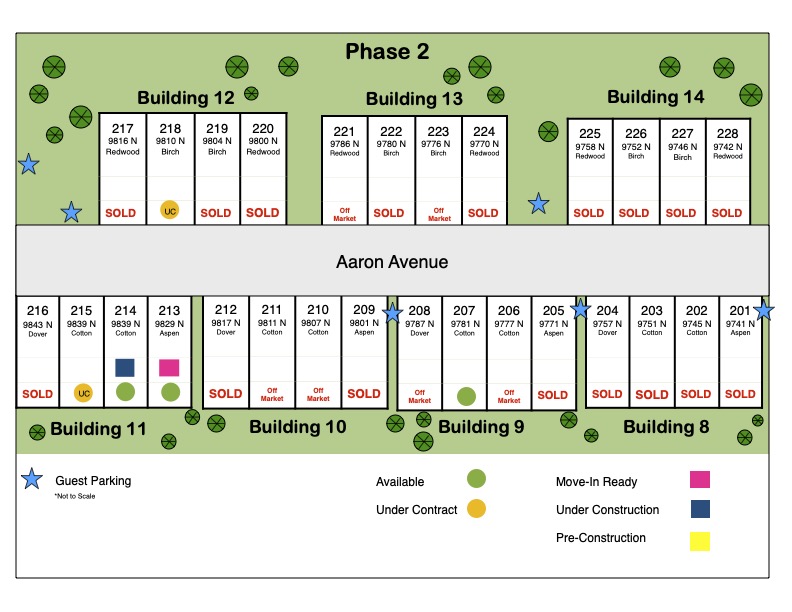 Phase 2
Building 12
Building 13
Building 14
217 218 219 220
9816 N 9810 N 9804 N 9800 N
Redwood Birch Birch Redwood
SOLD UC SOLD SOLD
221 222 223 224
9786 N 9780 N 9776 N 9770 N
Redwood Birch Birch Redwood
Off Market SOLD Off Market SOLD
225 226 227 228
9758 N 9752 N 9746 N 9742 N
Redwood Birch Birch Redwood
SOLD SOLD SOLD SOLD
Aaron Avenue
216 215 214 213
9843 N 9839 N 9839 N 9829 N
Dover Cotton Cotton Aspen
SOLD UC
212 211 210 209
9817 N 9811 N 9807 N 9801 N
Dover Cotton Cotton Aspen
SOLD Off Market Off Market SOLD
208 207 206 205
9787 N 9781 N 9777 N 9771 N
Dover Cotton Cotton Aspen
Off Market Off Market SOLD
204 203 202 201
9757 N 9751 N 9745 N 9741 N
Dover Cotton Cotton Aspen
SOLD SOLD SOLD SOLD
Building 11
Building 10
Building 9
Building 8
Guest Parking
*Not to Scale
Available
Under Contract
Move-In Ready
Under Construction
Pre-Construction